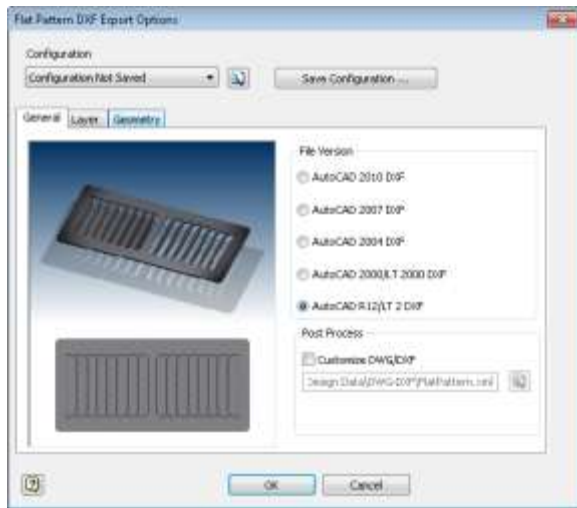 Flat Pattern DXF Export Options
Configuration
Configuration Not Saved
Save Configuration ...
General Layer Geometry
File Version
AutoCAD 2010 DXF
AutoCAD 2007 DXF
AutoCAD 2004 DXF
AutoCAD 2000/LT 2000 DXF
AutoCAD R12/LT 2 DXF
Post Process
Customize DWG/DXF
Design Data\DWG-DXF\FlatPattern.xml
OK Cancel